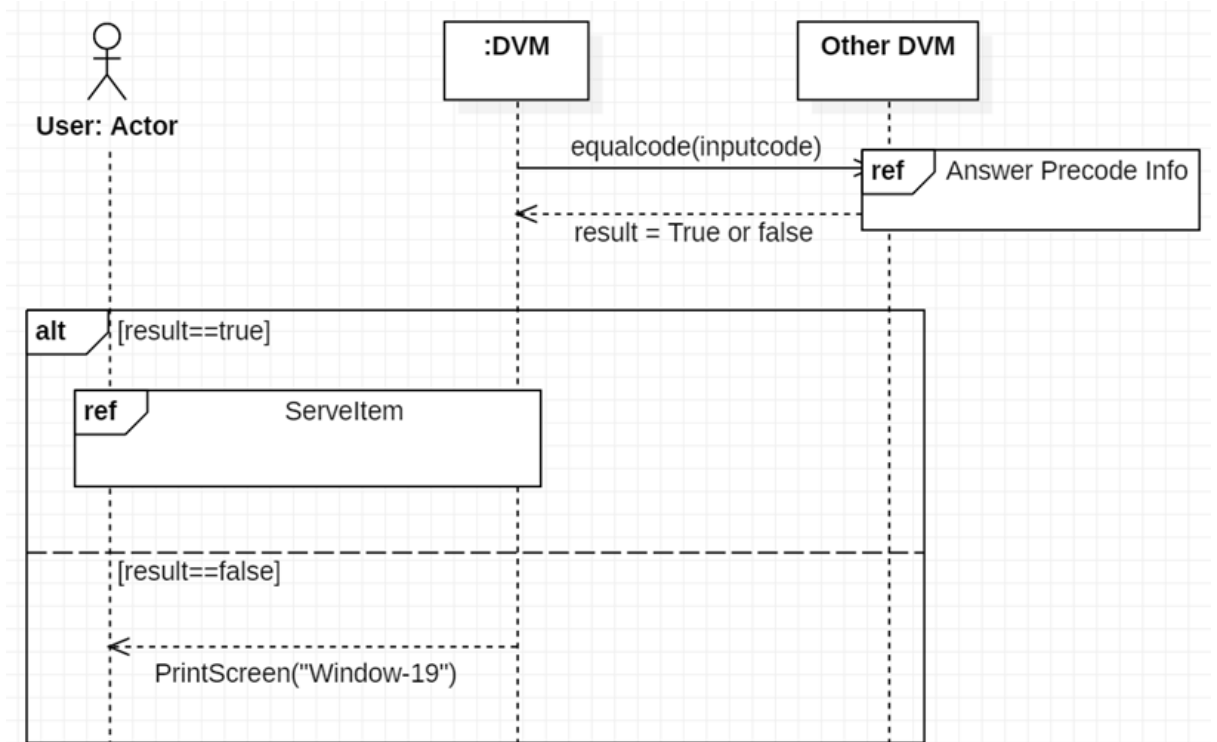 :DVM
Other DVM
User: Actor
equalcode(inputcode)
ref
Answer Precode Info
result = True or false
alt
[result==true]
ref
ServeItem
[result==false]
PrintScreen("Window-19")